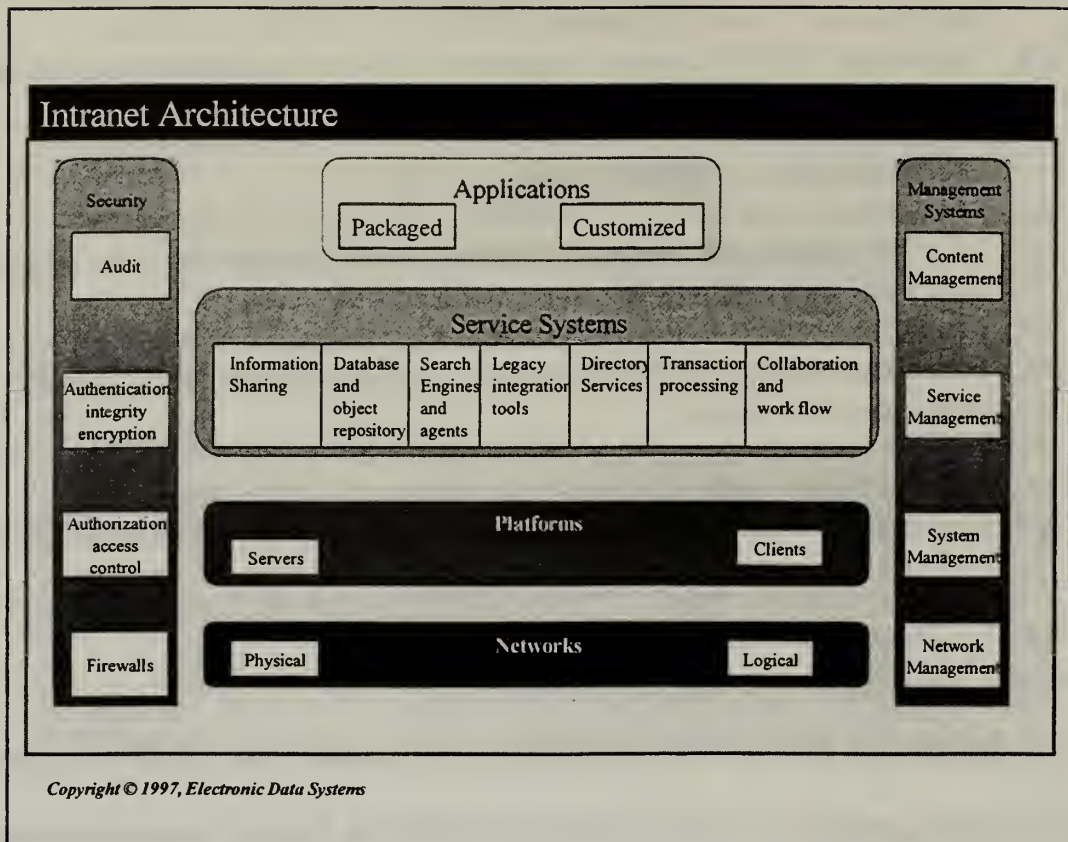 Intranet Architecture
Security
Audit
Authentication
integrity
encryption
Authorization
access
control
Firewalls
Applications
Packaged
Customized
Service Systems
Information
Sharing
Database
and
object
repository
Search
Engines
and
agents
Legacy
integration
tools
Directory
Services
Transaction
processing
Collaboration
and
work flow
Platforms
Servers
Clients
Networks
Physical
Logical
Management
Systems
Content
Management
Service
Management
System
Management
Network
Management
Copyright © 1997, Electronic Data Systems